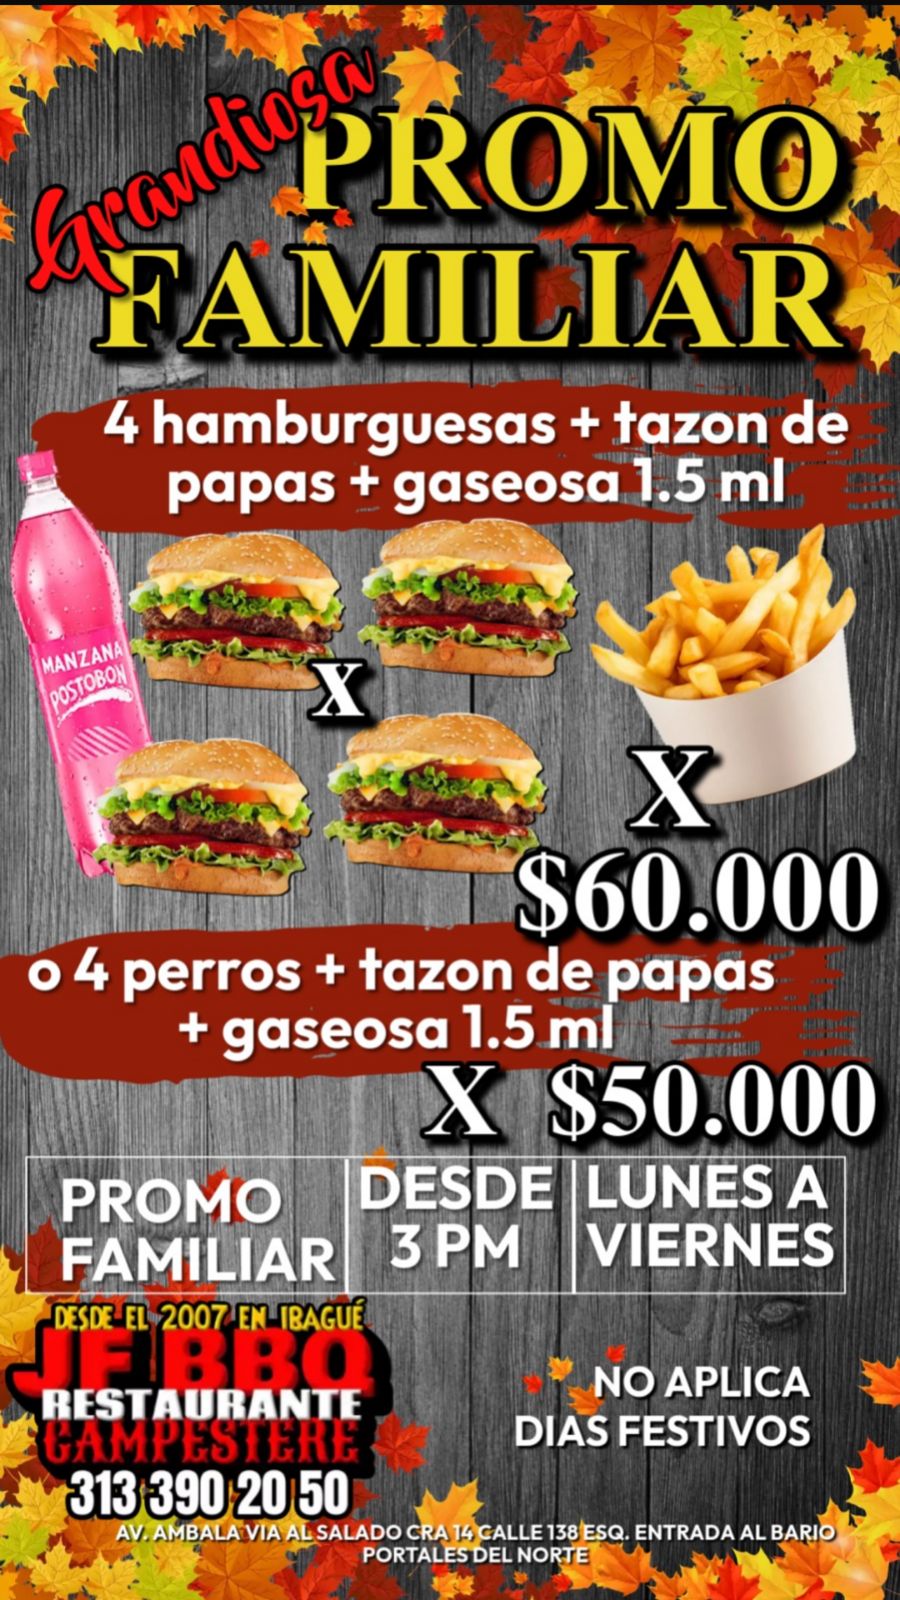 Grandiosa
PROMO
FAMILIAR
4 hamburguesas + tazon de
papas + gaseosa 1.5 ml
MANZANA
POSTOBON
X
X
$60.000
o 4 perros + tazon de papas
+ gaseosa 1.5 ml
X $50.000
PROMO
FAMILIAR
DESDE
3 PM
LUNES A
VIERNES
DESDE EL 2007 EN IBAGUÉ
JF BBQ
RESTAURANTE
CAMPESTERE
313 390 20 50
NO APLICA
DIAS FESTIVOS
AV. AMBALA VIA AL SALADO CRA 14 CALLE 138 ESQ. ENTRADA AL BARIO
PORTALES DEL NORTE